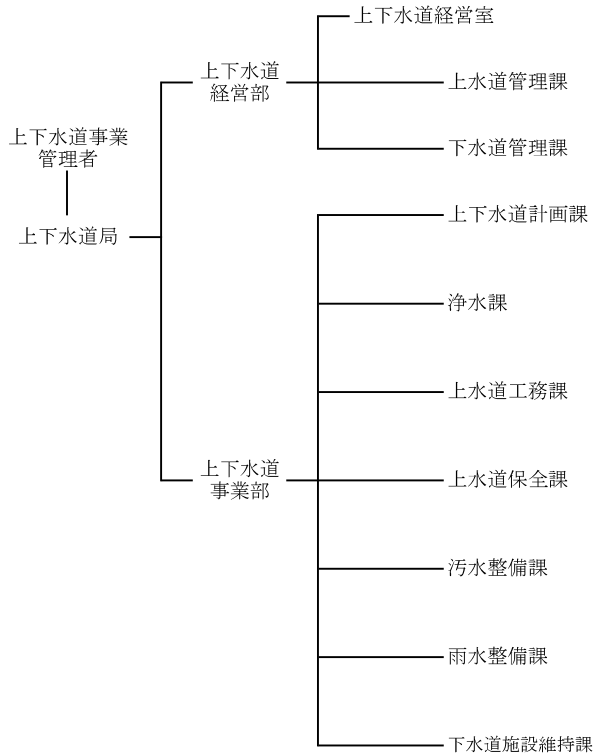 上下水道事業
管理者
上下水道局
上下水道
経営部
上下水道経営室
上水道管理課
下水道管理課
上下水道
事業部
上下水道計画課
浄水課
上水道工務課
上水道保全課
汚水整備課
雨水整備課
下水道施設維持課